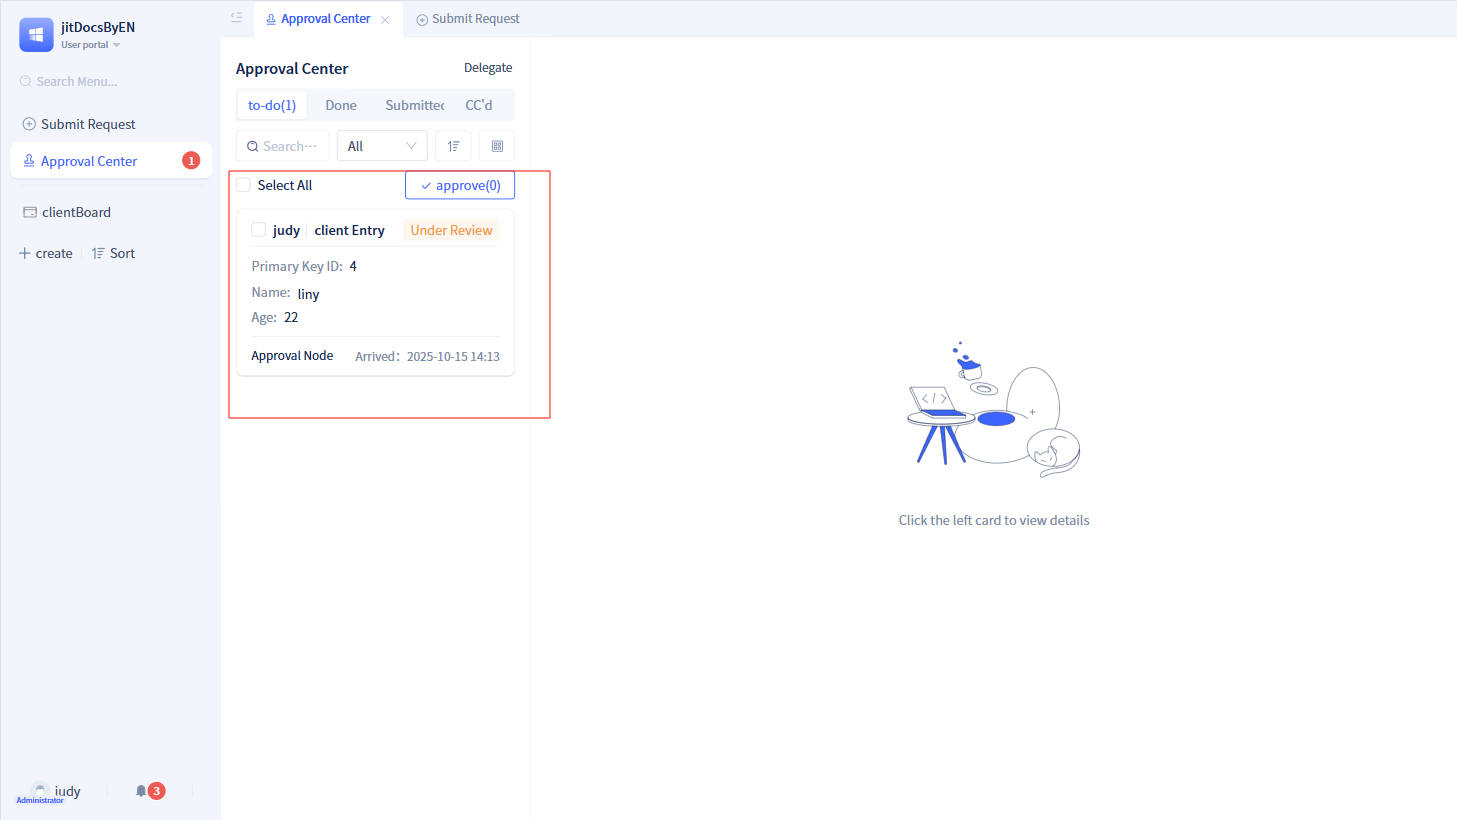 jitDocsByEN
User portal
Search Menu...
Submit Request
Approval Center 1
clientBoard
create Sort
judy 3
Administrator
Approval Center Submit Request
Approval Center Delegate
to-do(1) Done Submitted CC'd
Search··· All
Select All approve(0)
judy client Entry Under Review
Primary Key ID: 4
Name: liny
Age: 22
Approval Node Arrived: 2025-10-15 14:13
</>
Click the left card to view details